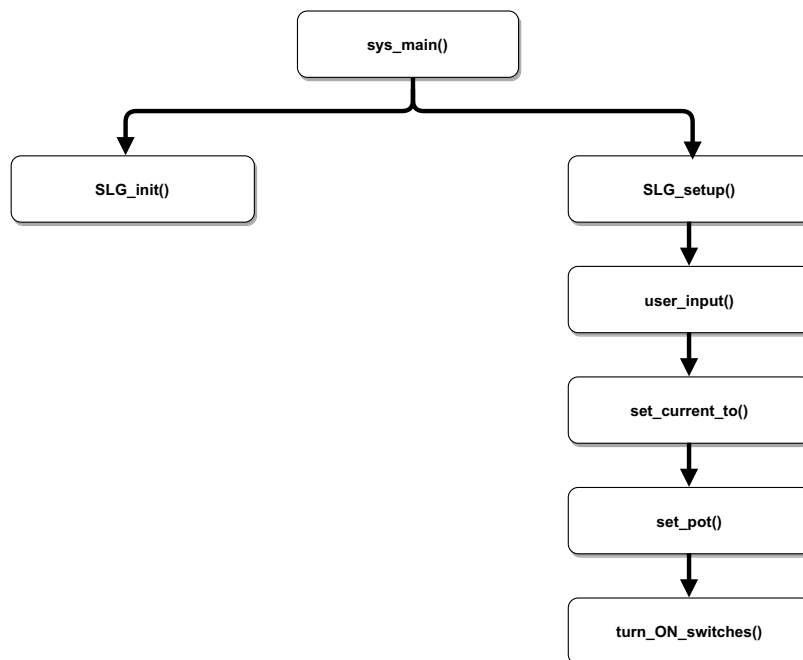 sys_main()
SLG_init()
SLG_setup()
user_input()
set_current_to()
set_pot()
turn_ON_switches()